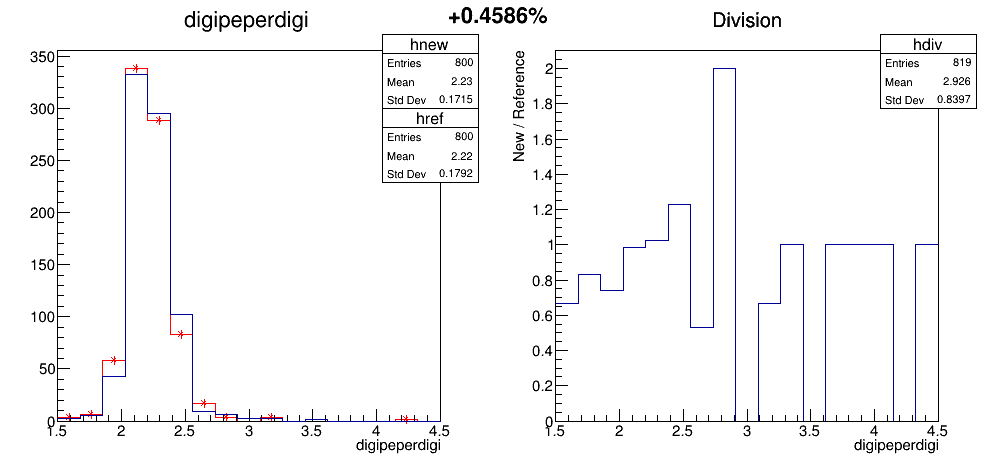 digipeperdigi
+0.4586%
Division
hnew
Entries 800
Mean 2.23
Std Dev 0.1715
href
Entries 800
Mean 2.22
Std Dev 0.1792
350
300
250
200
150
100
50
0
1.5 2 2.5 3 3.5 4 4.5
digipeperdigi
hdiv
Entries 819
Mean 2.926
Std Dev 0.8397
New / Reference
2
1.8
1.6
1.4
1.2
1
0.8
0.6
0.4
0.2
0
1.5 2 2.5 3 3.5 4 4.5
digipeperdigi